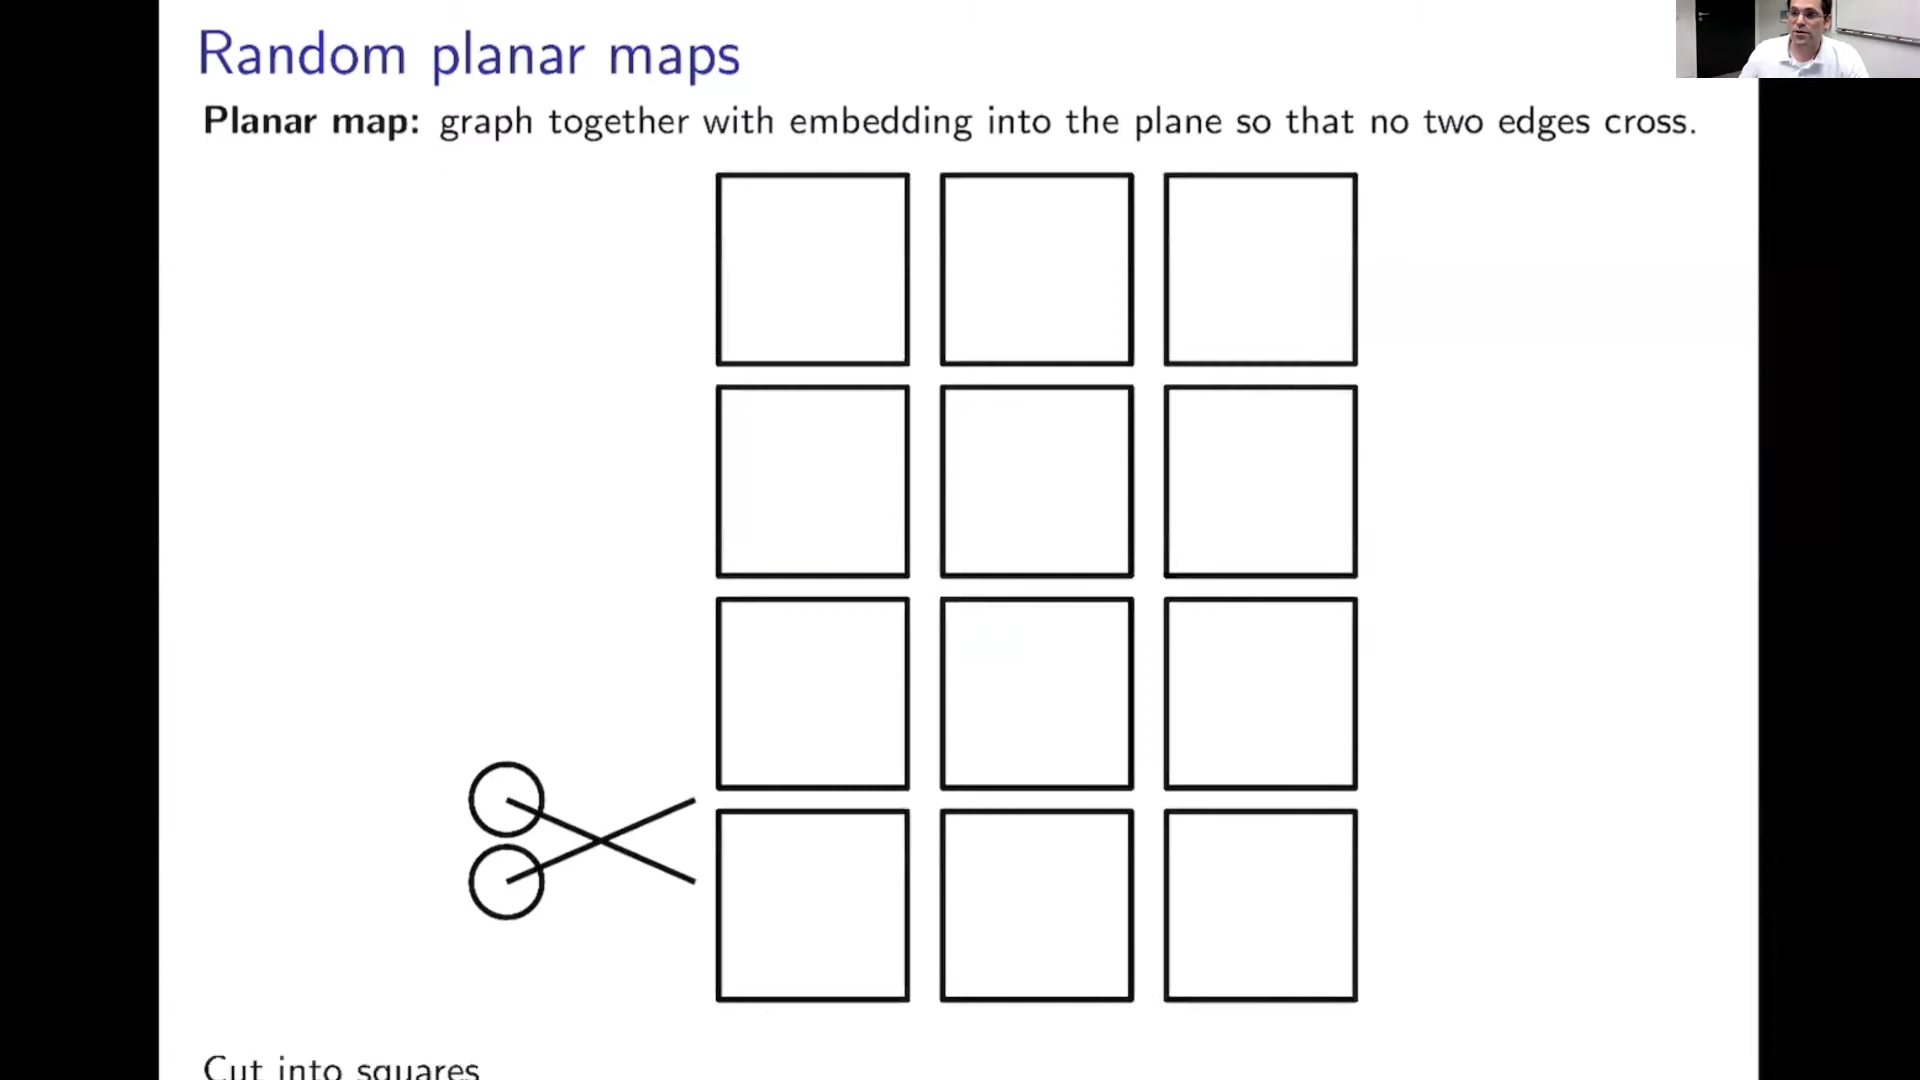 Random planar maps
Planar map: graph together with embedding into the plane so that no two edges cross.
Cut into squares